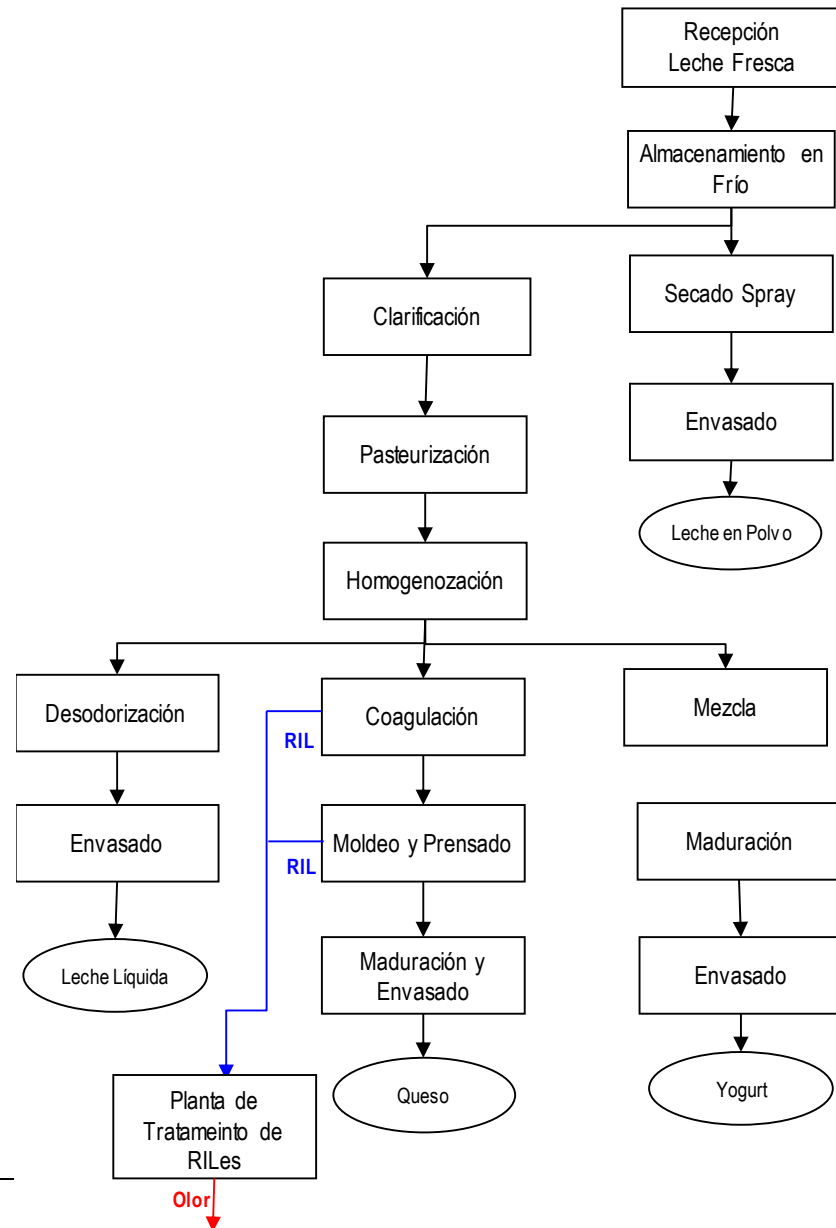 Recepción
Leche Fresca
Almacenamiento en
Frío
Clarificación
Secado Spray
Pasteurización
Envasado
Homogenozación
Leche en Polvo
Desodorización
Coagulación
Mezcla
RIL
Envasado
Moldeo y Prensado
Maduración
RIL
Leche Líquida
Maduración y
Envasado
Envasado
Planta de
Tratameinto de
RILes
Queso
Yogurt
Olor